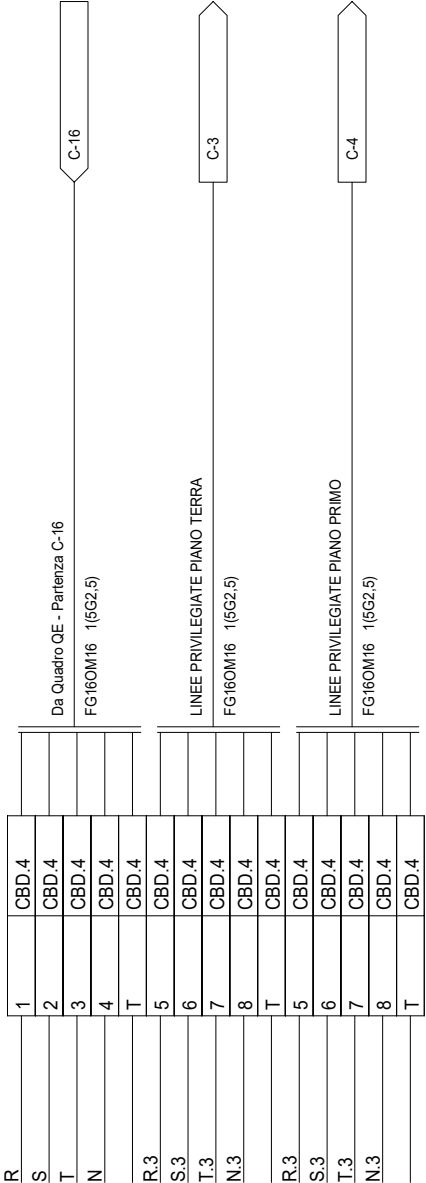 R 1 CBD.4
S 2 CBD.4
T 3 CBD.4
N 4 CBD.4
T CBD.4
Da Quadro QE - Partenza C-16
FG16OM16 1(5G2,5)
C-16
R.3 5 CBD.4
S.3 6 CBD.4
T.3 7 CBD.4
N.3 8 CBD.4
T CBD.4
LINEE PRIVILEGIATE PIANO TERRA
FG16OM16 1(5G2,5)
C-3
R.3 5 CBD.4
S.3 6 CBD.4
T.3 7 CBD.4
N.3 8 CBD.4
T CBD.4
LINEE PRIVILEGIATE PIANO PRIMO
FG16OM16 1(5G2,5)
C-4